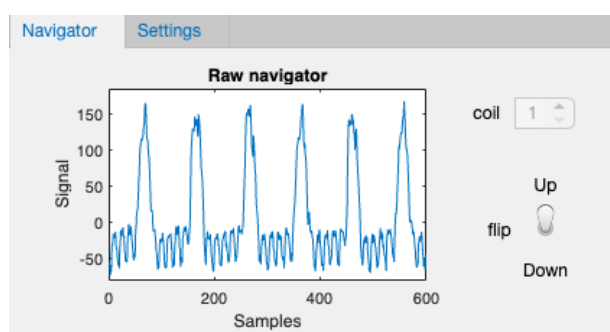 Navigator Settings
Raw navigator
150
100
50
0
-50
Signal
0 200 400 600
Samples
coil 1
Up
flip
Down